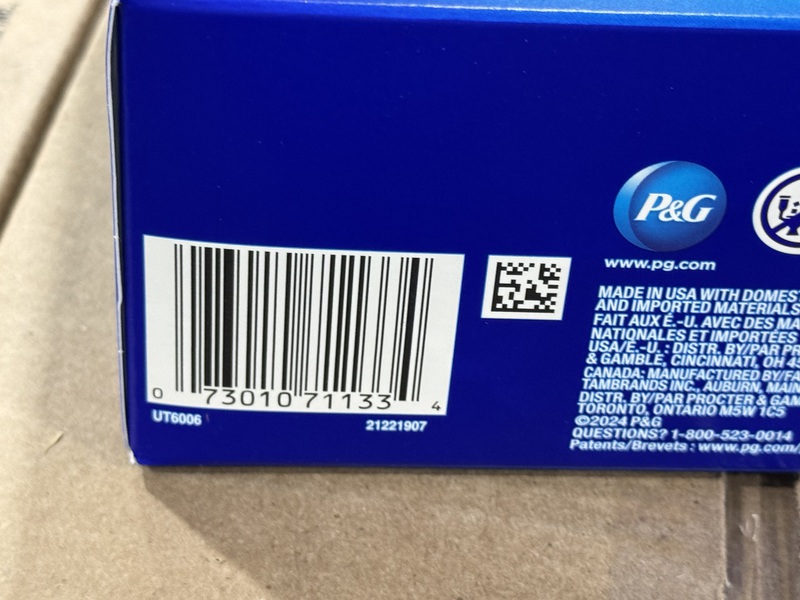 P&G
www.pg.com
MADE IN USA WITH DOMEST
AND IMPORTED MATERIALS
FAIT AUX É.-U. AVEC DES MA
NATIONALES ET IMPORTÉES
USA/É.-U. : DISTR. BY/PAR PR
& GAMBLE, CINCINNATI, OH 45
CANADA: MANUFACTURED BY/FA
TAMBRANDS INC., AUBURN, MAIN
DISTR. BY/PAR PROCTER & GAM
TORONTO, ONTARIO M5W 1C5
©2024 P&G
QUESTIONS? 1-800-523-0014
Patents/Brevets : www.pg.com/
0 73010 71133 4
UT6006
21221907